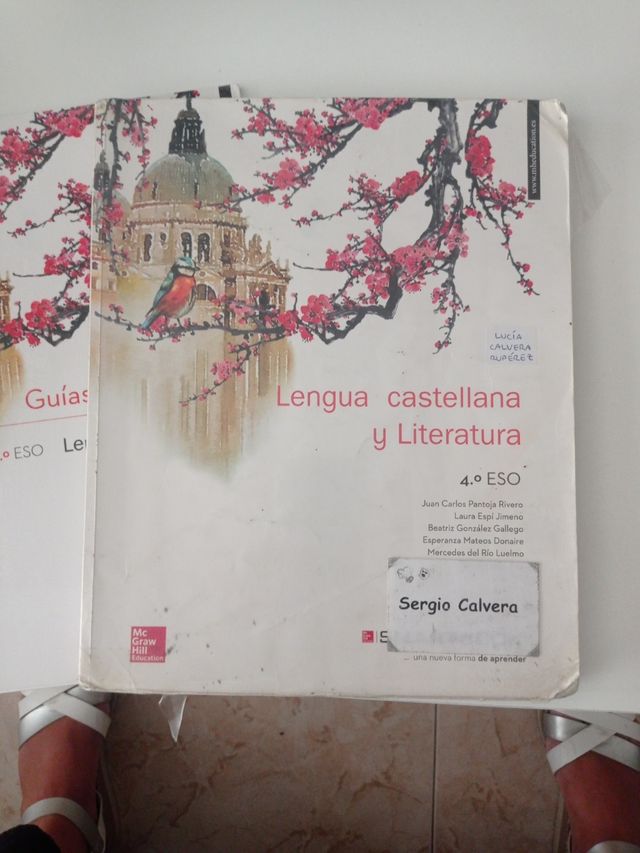 www.mheducation.es
LUCÍA
CALVERA
RUPÉREZ
Lengua castellana
y Literatura
4.º ESO
Juan Carlos Pantoja Rivero
Laura Espí Jimeno
Beatriz González Gallego
Esperanza Mateos Donaire
Mercedes del Río Luelmo
Sergio Calvera
... una nueva forma de aprender
Mc
Graw
Hill
Education
Guías
.º ESO Ler